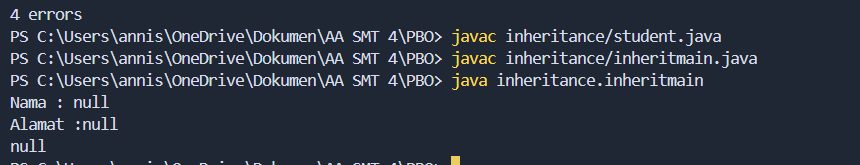 4 errors
PS C:\Users\annis\OneDrive\Dokumen\AA SMT 4\PBO> javac inheritance/student.java
PS C:\Users\annis\OneDrive\Dokumen\AA SMT 4\PBO> javac inheritance/inheritmain.java
PS C:\Users\annis\OneDrive\Dokumen\AA SMT 4\PBO> java inheritance.inheritmain
Nama : null
Alamat :null
null
PS C:\Users\annis\OneDrive\Dokumen\AA SMT 4\PBO>